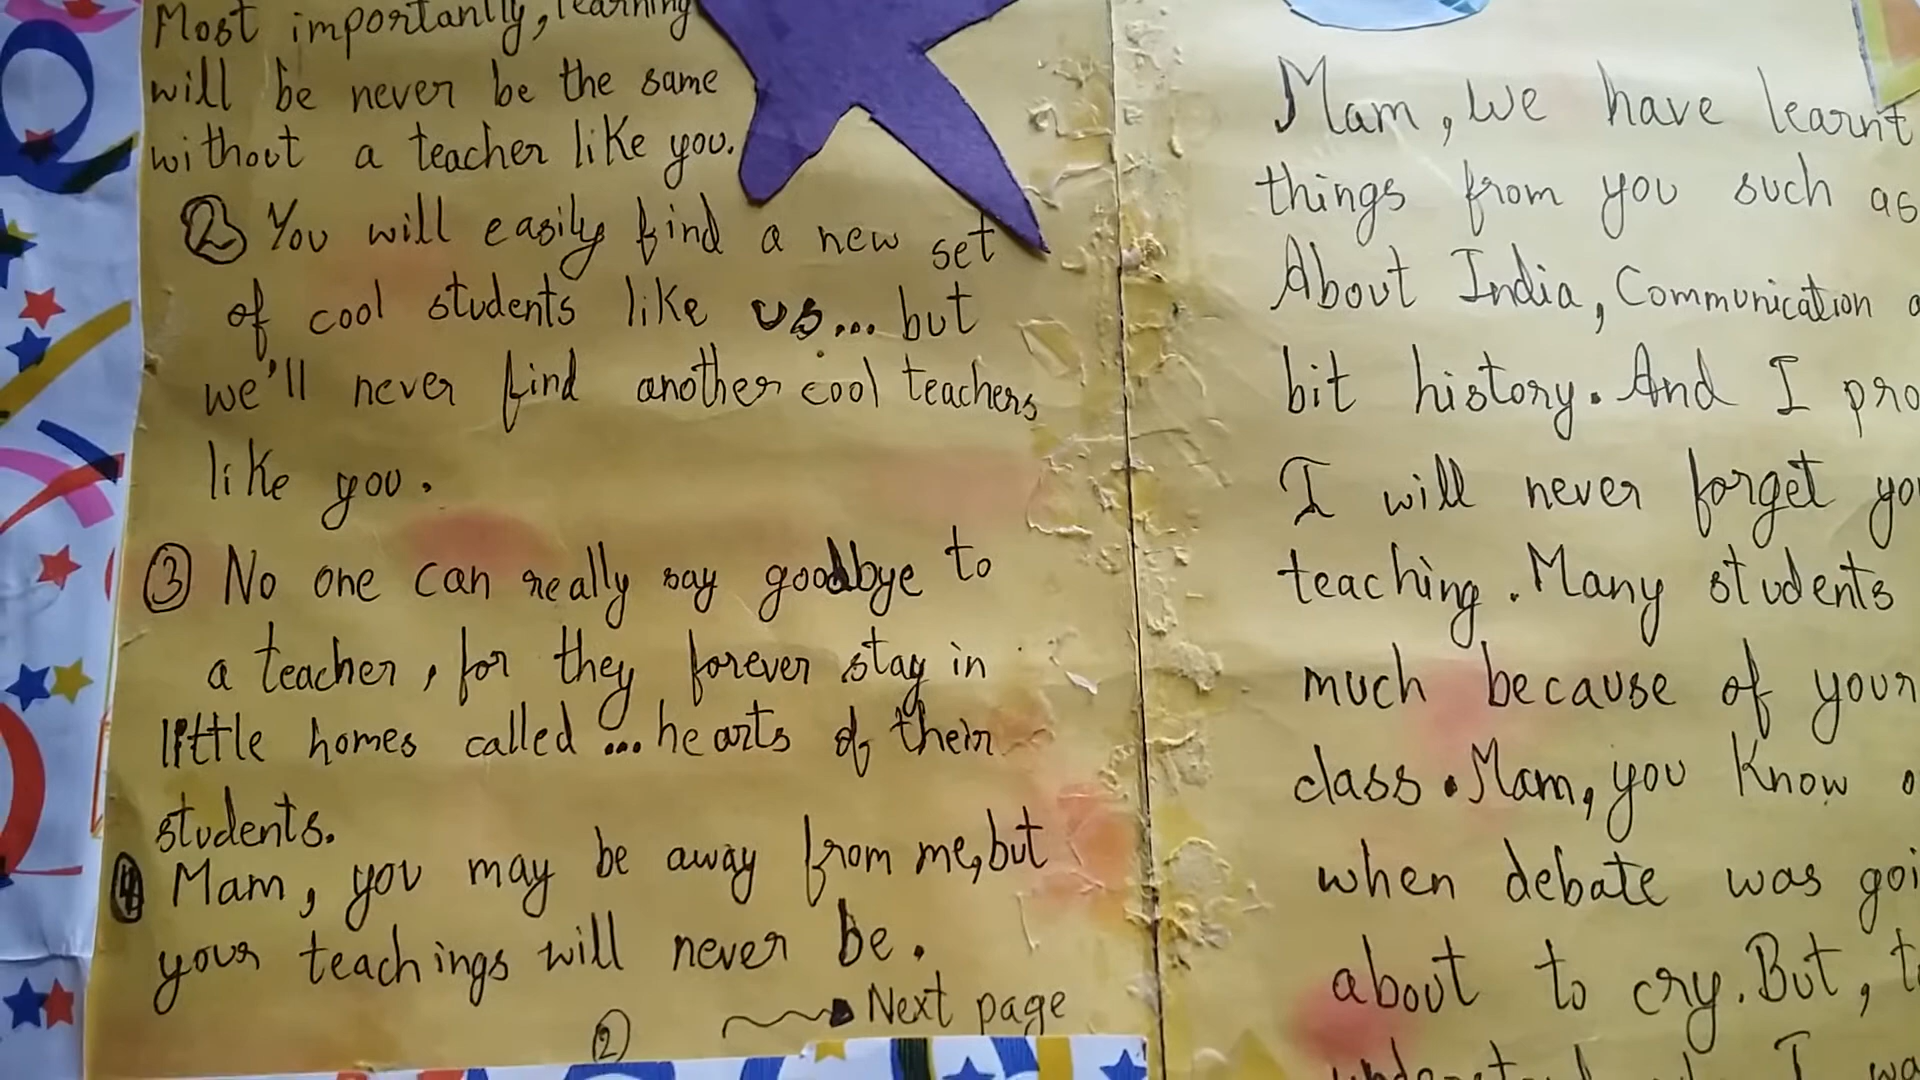 Most importantly, learning
will be never be the same
without a teacher like you.
② You will easily find a new set
of cool students like us... but
we'll never find another cool teachers
like you.
③ No one can really say goodbye to
a teacher, for they forever stay in
little homes called ... hearts of their
students.
④ Mam, you may be away from me, but
your teachings will never be.
Next page
②
Mam, we have learnt
things from you such as
About India, Communication
bit history. And I
I will never forget
teaching. Many students
much because of your
class. Mam, you know
when debate was
about to cry. But,
I